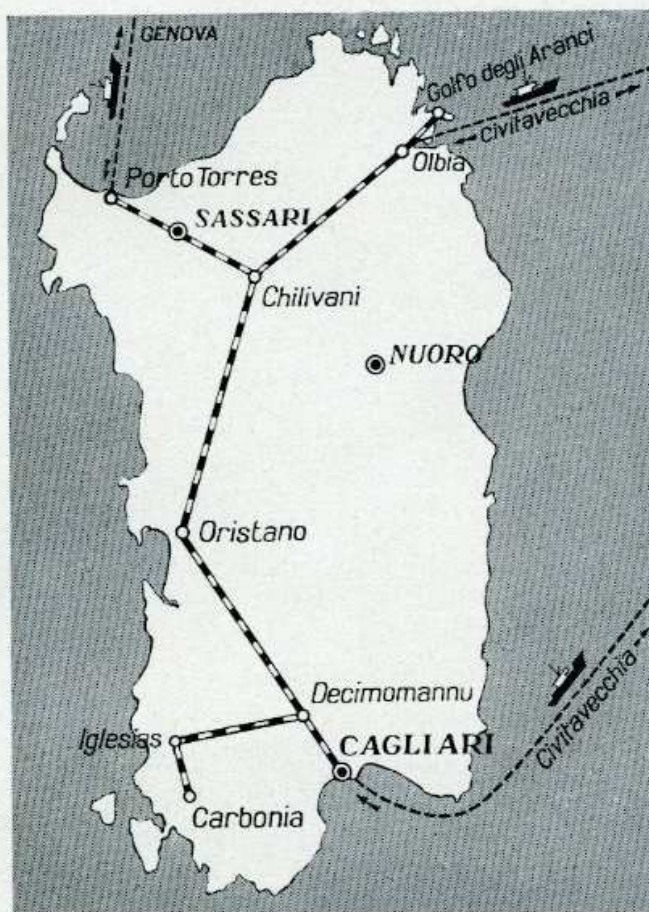 GENOVA
Golfo degli Aranci
Civitavecchia
Olbia
Porto Torres
SASSARI
Chilivani
NUORO
Oristano
Decimomannu
Iglesias
CAGLIARI
Carbonia
Civitavecchia